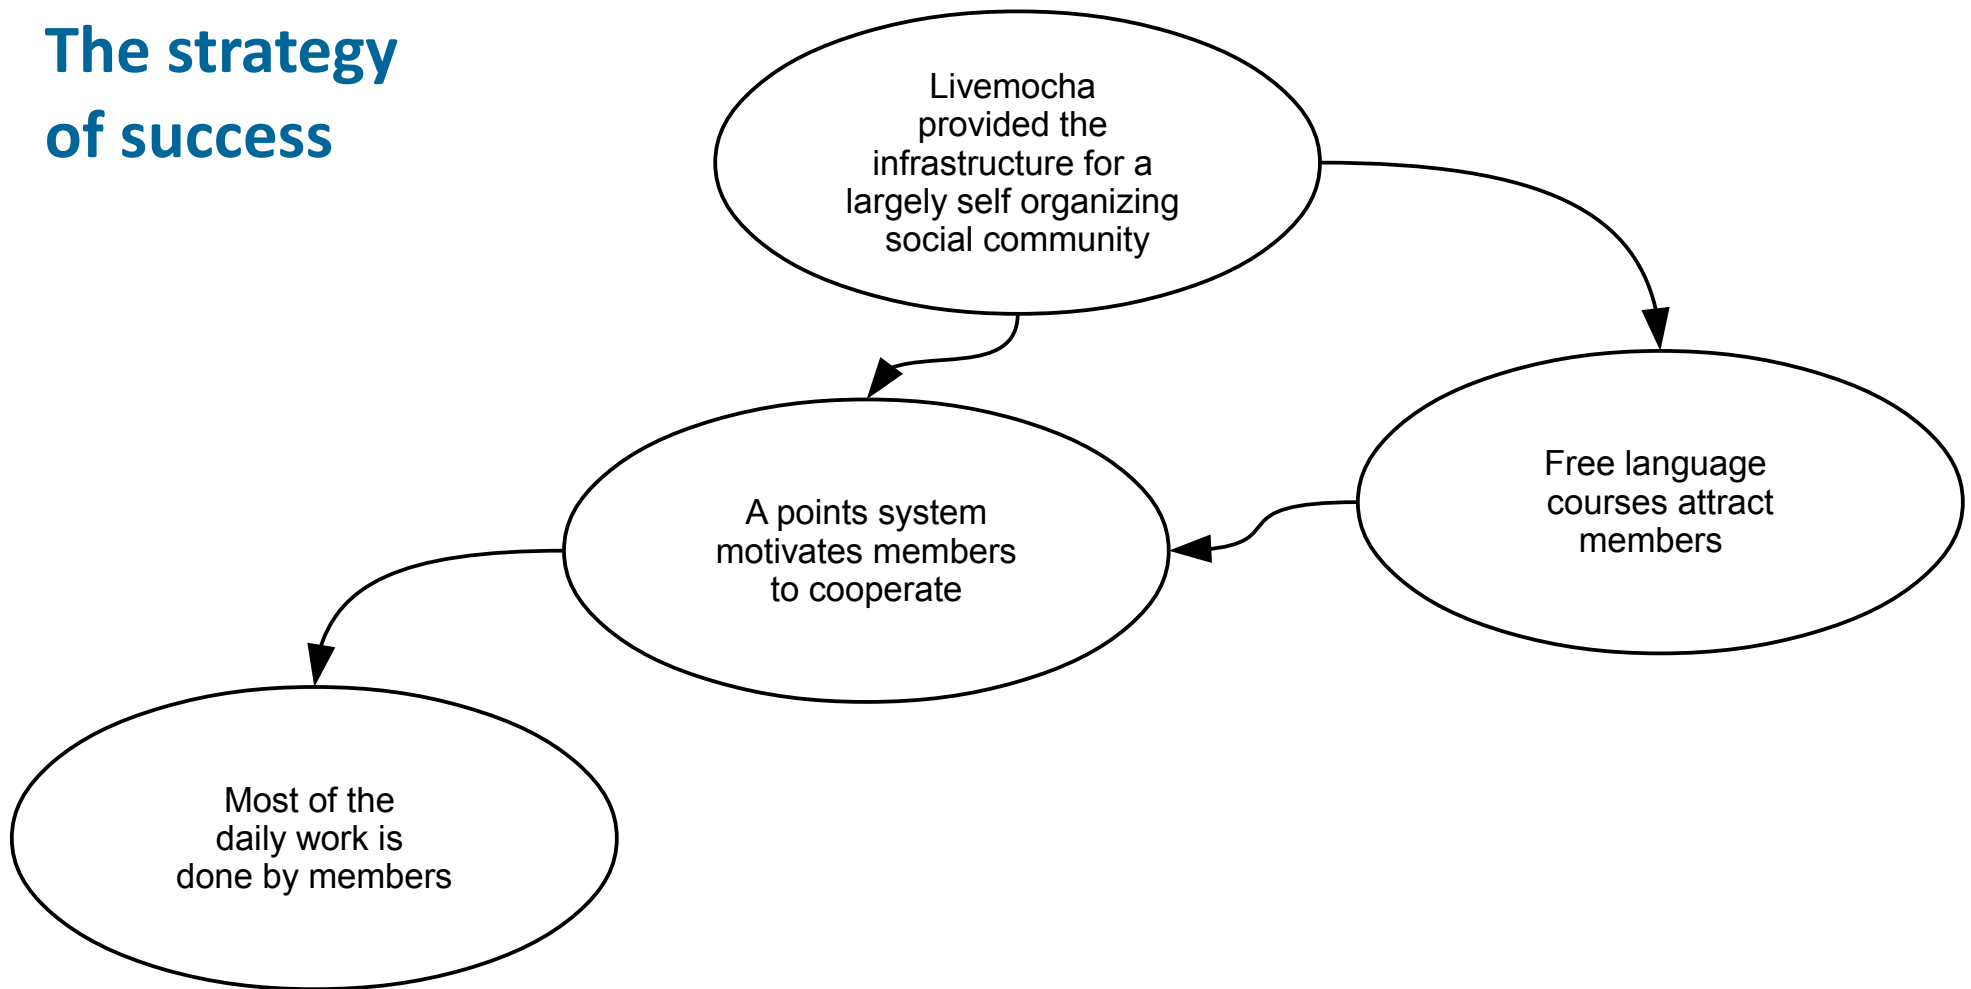 The strategy
of success
Livemocha
provided the
infrastructure for a
largely self organizing
social community
Free language
courses attract
members
A points system
motivates members
to cooperate
Most of the
daily work is
done by members